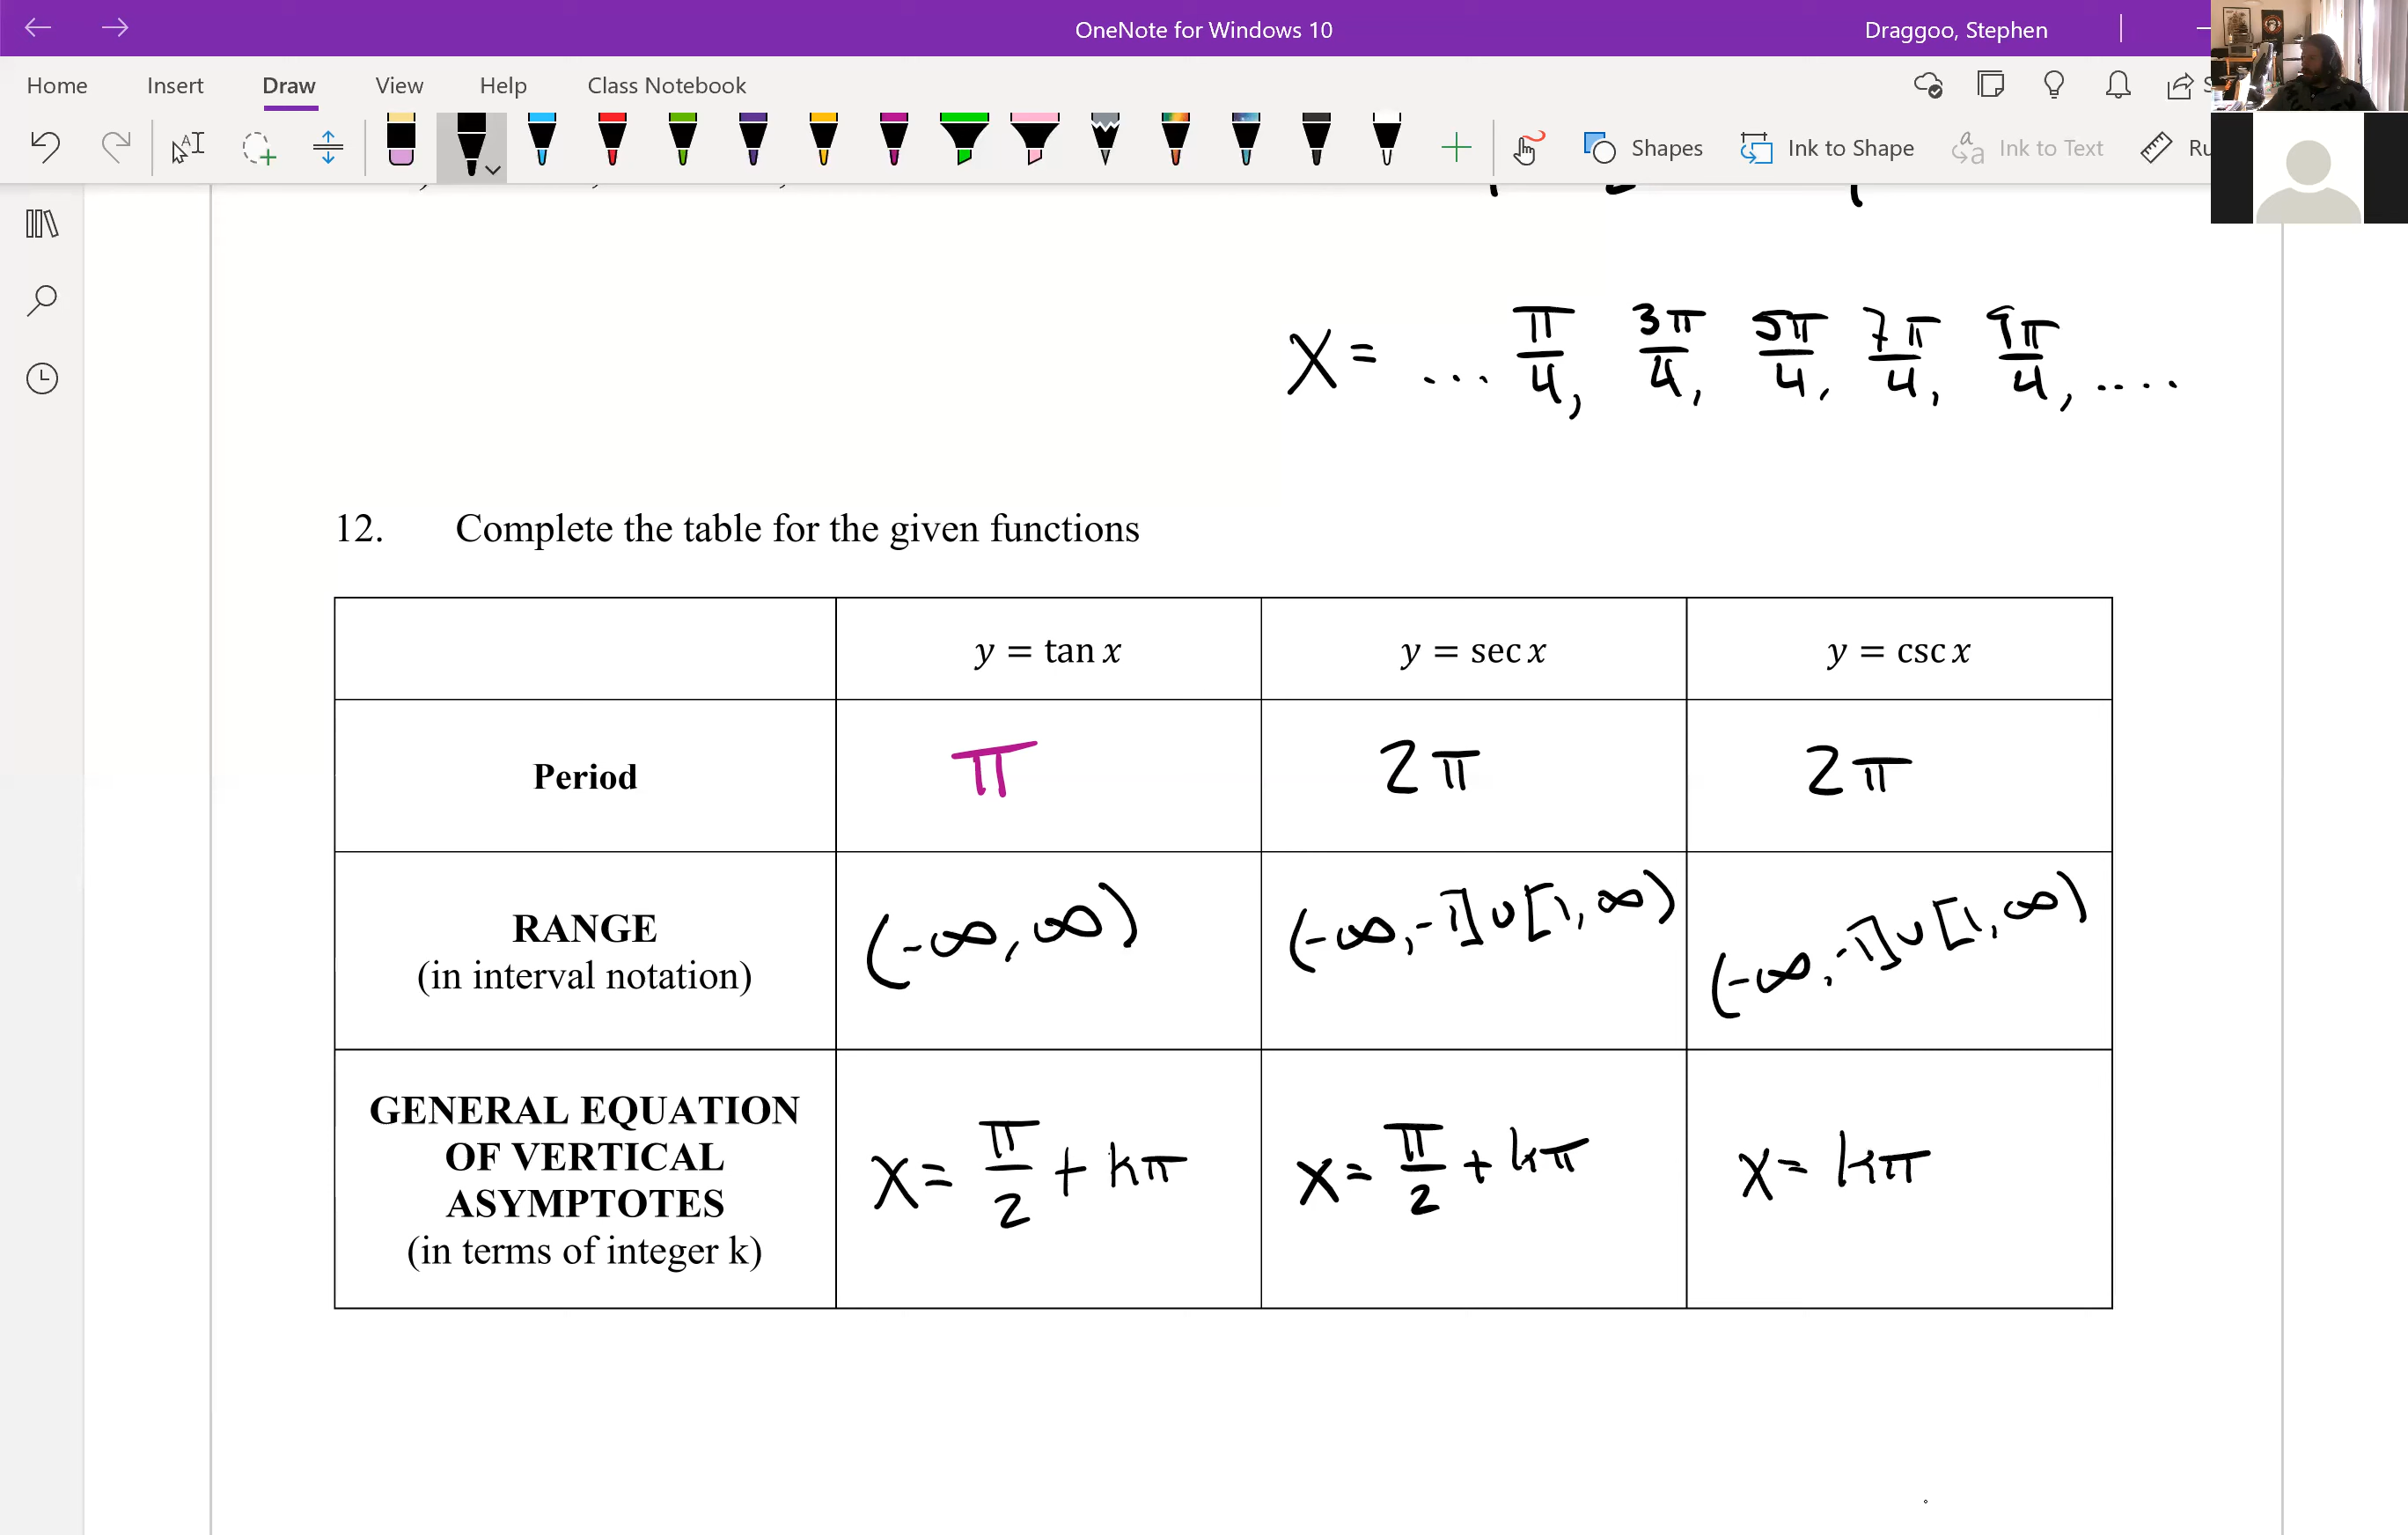 OneNote for Windows 10
Draggoo, Stephen
Home Insert Draw View Help Class Notebook
Shapes Ink to Shape Ink to Text
X = ... π/4, 3π/4, 5π/4, 7π/4, 9π/4, ....
12. Complete the table for the given functions
y = tan x y = sec x y = csc x
Period π 2π 2π
RANGE
(in interval notation) (-∞, ∞) (-∞, -1] ∪ [1, ∞) (-∞, -1] ∪ [1, ∞)
GENERAL EQUATION
OF VERTICAL
ASYMPTOTES
(in terms of integer k) X = π/2 + kπ X = π/2 + kπ X = kπ